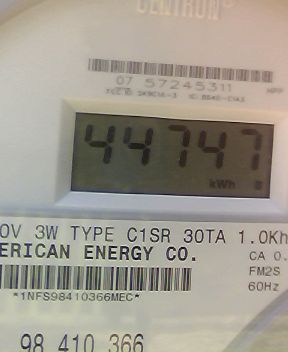 CENTRON®
07 57245311
44747
kWh
0V 3W TYPE C1SR 30TA 1.0Kh
ERICAN ENERGY CO.
CA 0.
FM2S
60Hz
*1NFS98410366MEC*
98 410 366